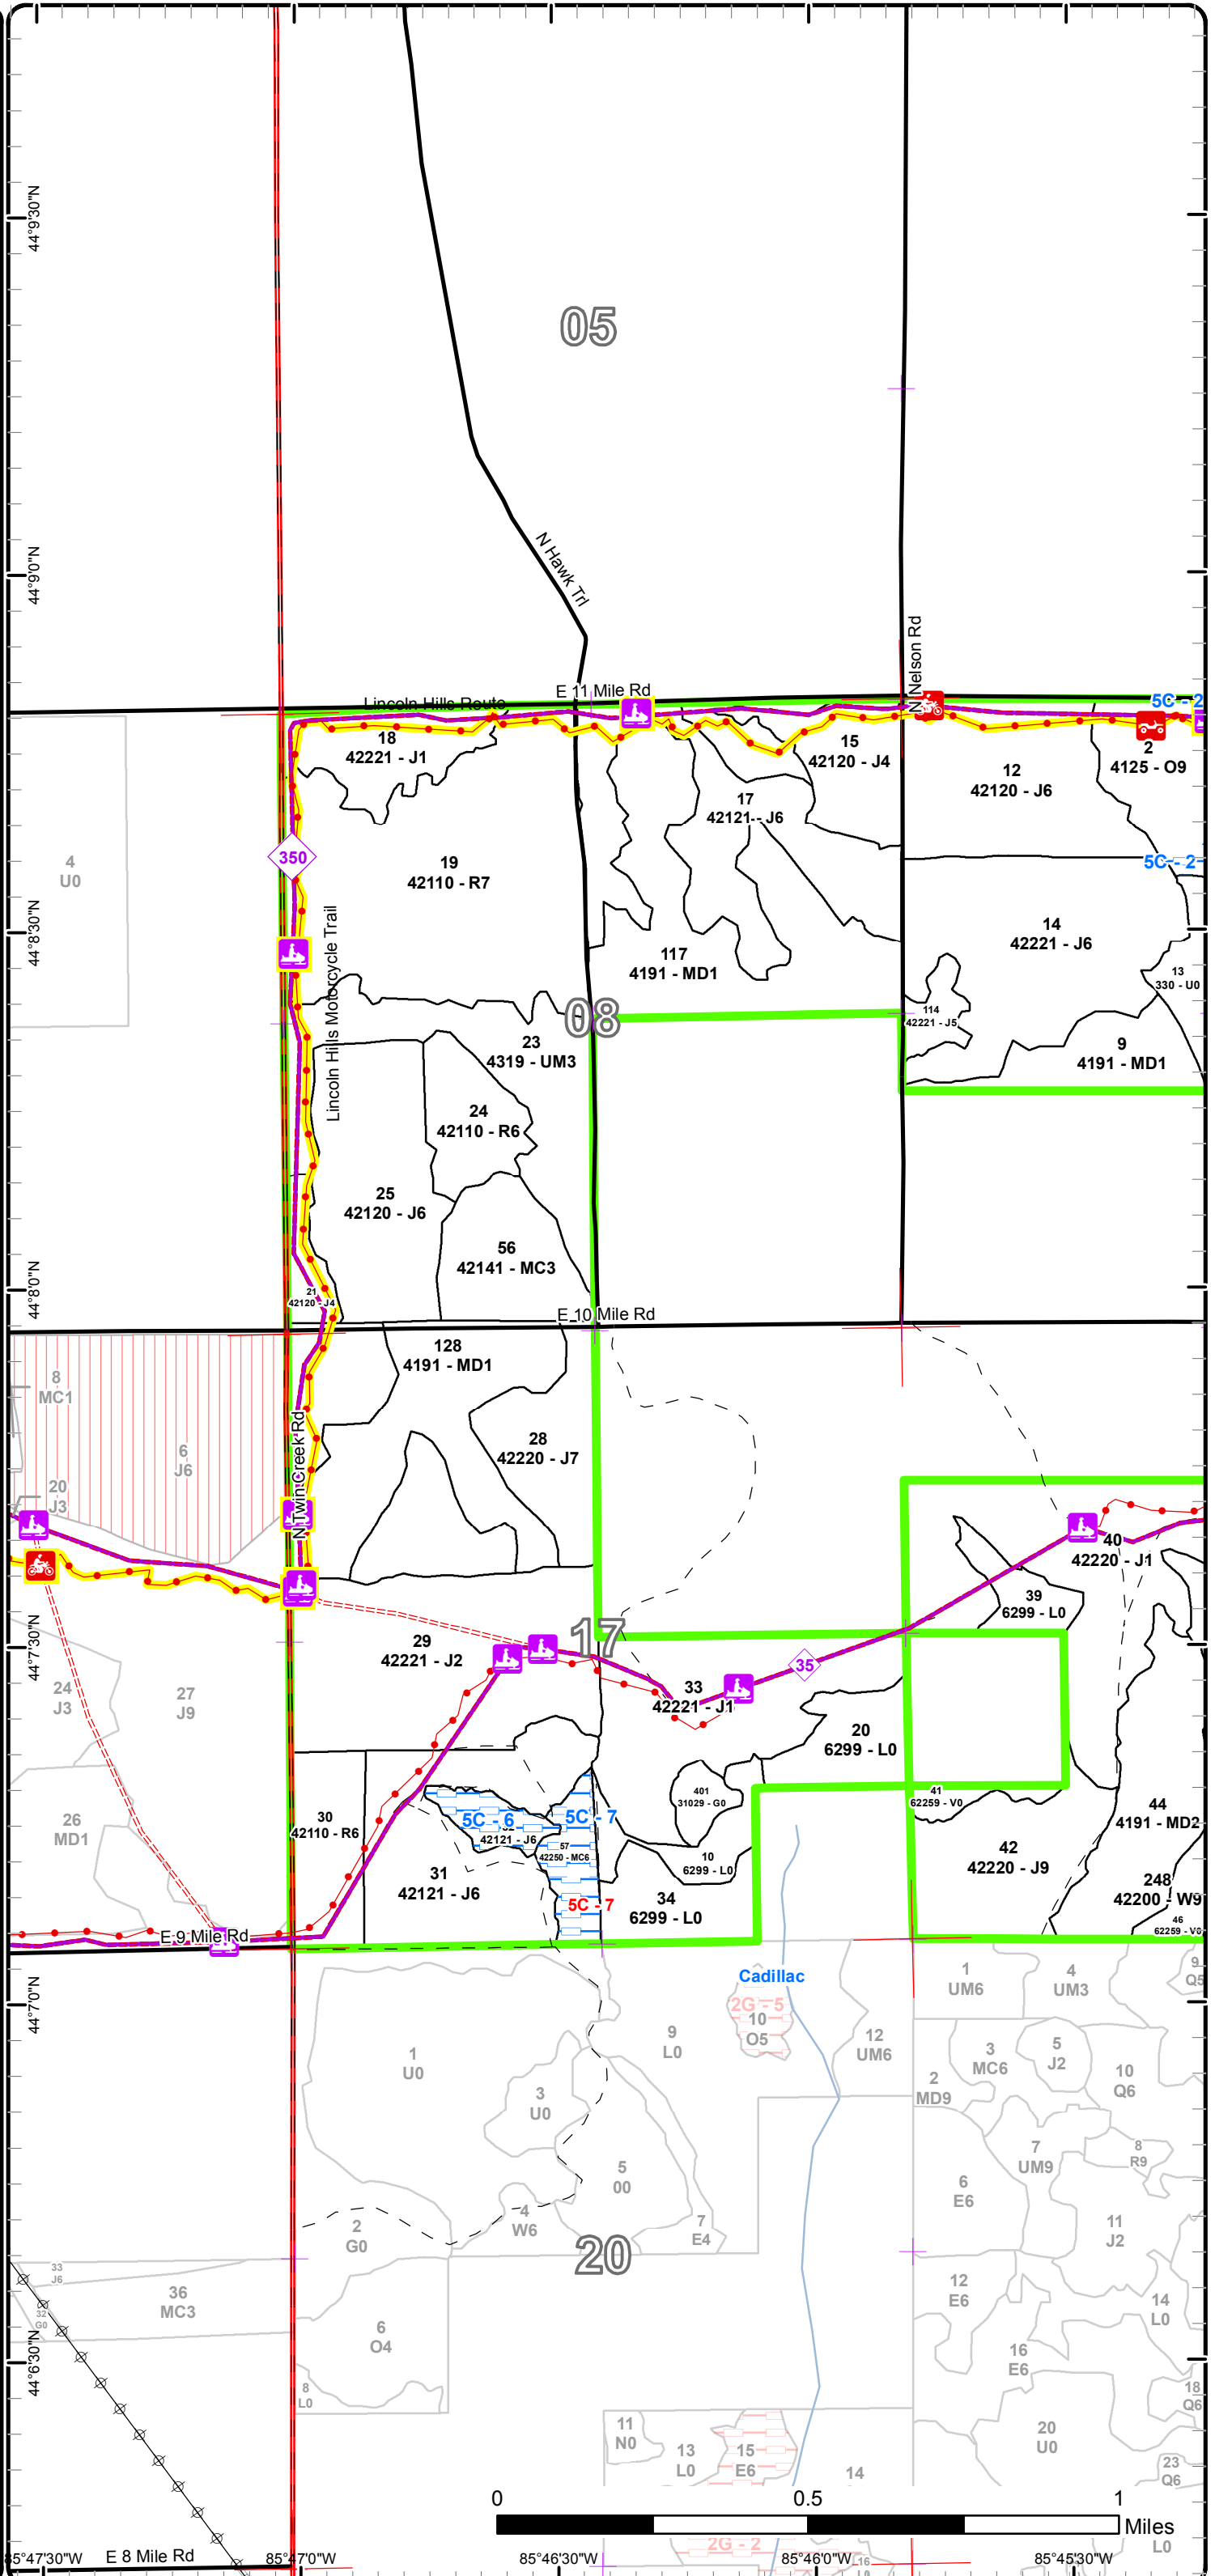 05
44°9'30"N
44°9'0"N
N Hawk Trl
N Nelson Rd
E 11 Mile Rd
Lincoln Hills Route
5C - 2
18
42221 - J1
15
42120 - J4
12
42120 - J6
2
4125 - O9
17
42121 - J6
350
4
U0
19
42110 - R7
5C - 2
44°8'30"N
Lincoln Hills Motorcycle Trail
14
42221 - J6
117
4191 - MD1
13
330 - U0
114
42221 - J5
08
23
4319 - UM3
9
4191 - MD1
24
42110 - R6
25
42120 - J6
56
42141 - MC3
44°8'0"N
21
42120 - J4
E 10 Mile Rd
128
4191 - MD1
8
MC1
N Twin Creek Rd
28
42220 - J7
6
J6
20
J3
40
42220 - J1
39
6299 - L0
44°7'30"N
17
29
42221 - J2
35
24
J3
27
J9
33
42221 - J1
20
6299 - L0
401
31029 - G0
41
62259 - V0
44
4191 - MD2
26
MD1
30
42110 - R6
5C - 6
42121 - J6
5C - 7
57
42250 - MC6
10
6299 - L0
42
42220 - J9
31
42121 - J6
248
42200 - W9
5C - 7
34
6299 - L0
46
62259 - V0
E 9 Mile Rd
44°7'0"N
Cadillac
1
UM6
4
UM3
9
Q5
2G - 5
10
O5
1
U0
9
L0
12
UM6
3
MC6
5
J2
2
MD9
10
Q6
3
U0
7
UM9
8
R9
5
00
6
E6
4
W6
7
E4
2
G0
11
J2
20
33
J6
32
G0
36
MC3
12
E6
14
L0
6
O4
16
E6
44°6'30"N
8
L0
18
Q6
11
N0
13
L0
15
E6
14
20
U0
23
Q6
0
0.5
1
Miles
2G - 2
L0
16
E 8 Mile Rd
85°47'30"W
85°47'0"W
85°46'30"W
85°46'0"W
85°45'30"W